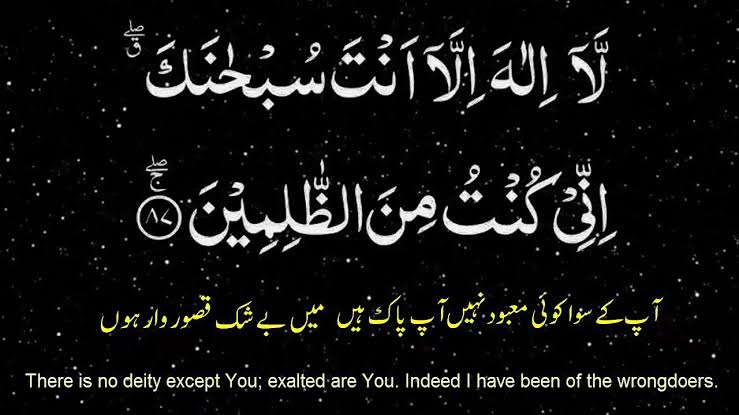 لَّاۤ اِلٰهَ اِلَّاۤ اَنْتَ سُبْحٰنَكَ ۖق
اِنِّیْ كُنْتُ مِنَ الظّٰلِمِیْنَ ۚۖ ﴿۸۷﴾
آپ کے سوا کوئی معبود نہیں آپ پاک ہیں میں بے شک قصور وار ہوں
There is no deity except You; exalted are You. Indeed I have been of the wrongdoers.